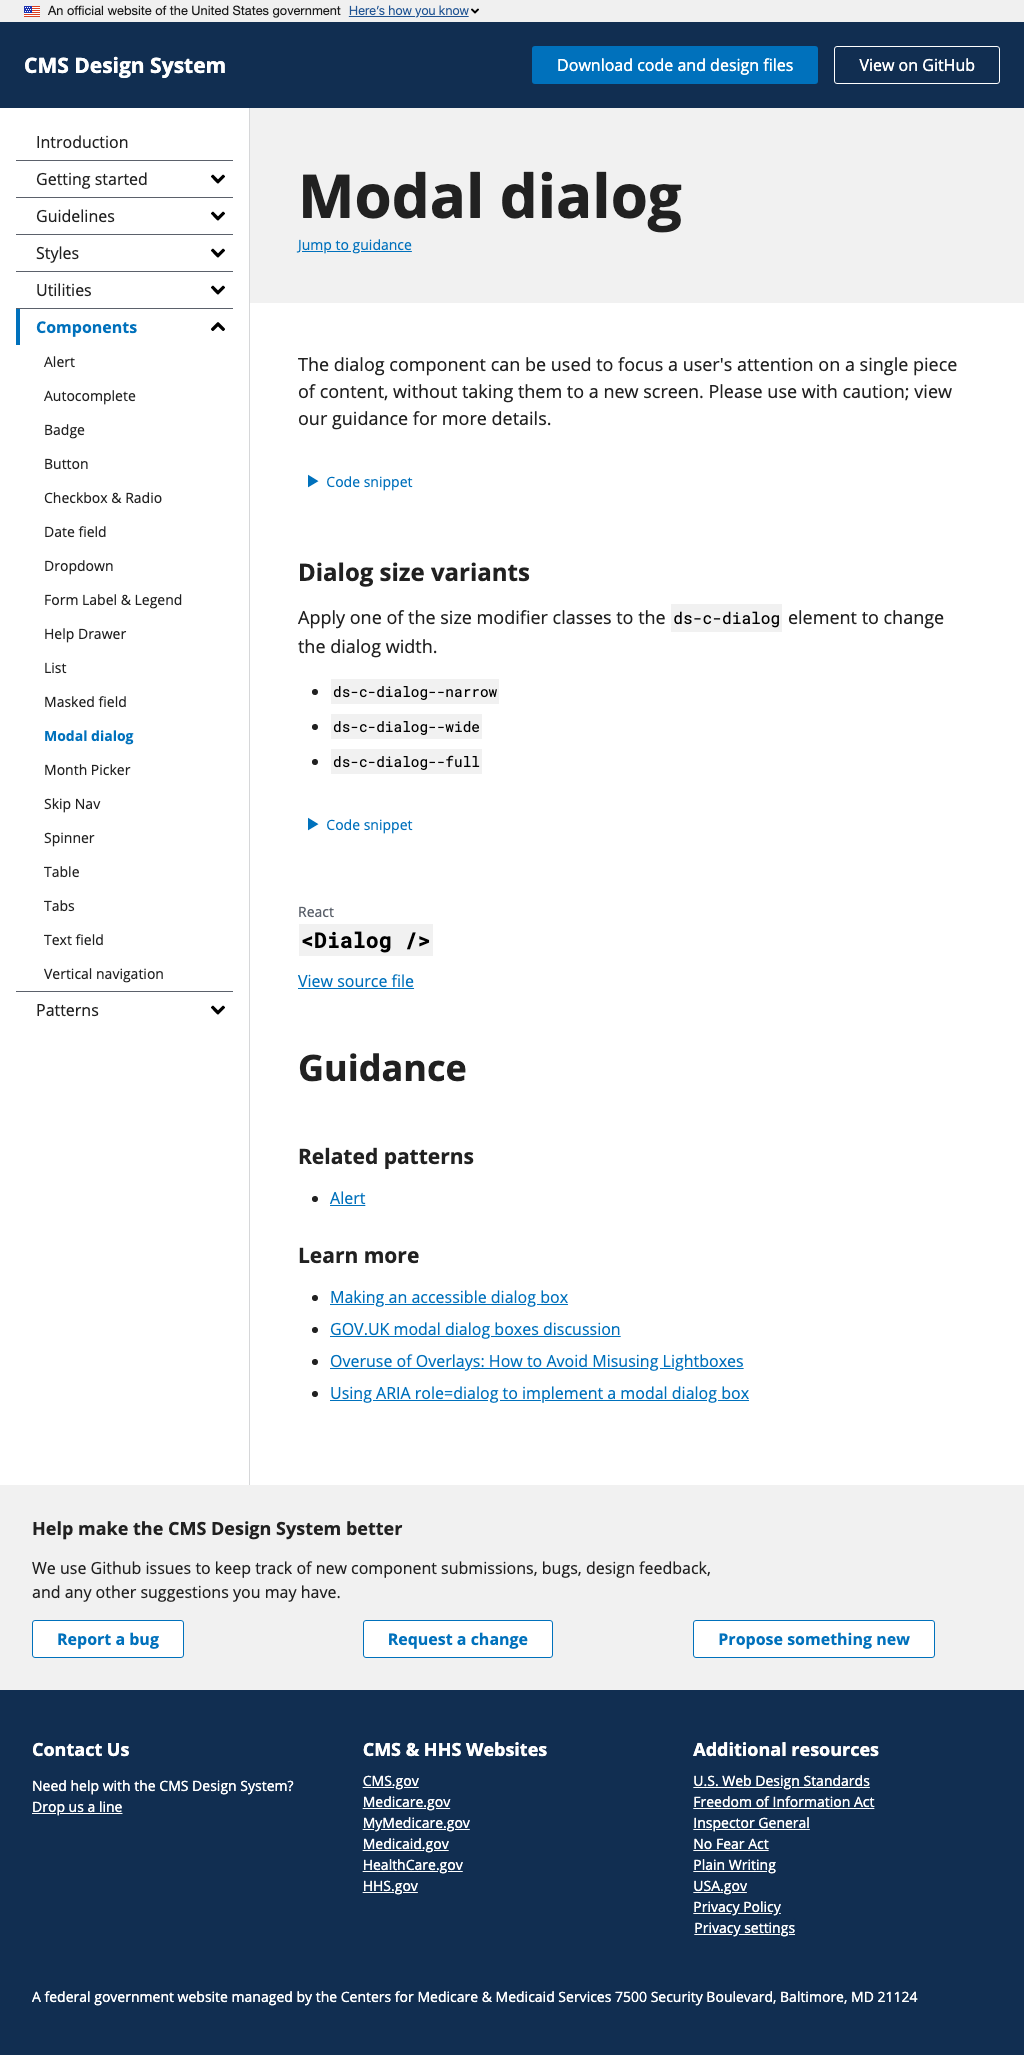 An official website of the United States government Here's how you know
CMS Design System
Download code and design files
View on GitHub
Introduction
Getting started
Guidelines
Styles
Utilities
Components
Alert
Autocomplete
Badge
Button
Checkbox & Radio
Date field
Dropdown
Form Label & Legend
Help Drawer
List
Masked field
Modal dialog
Month Picker
Skip Nav
Spinner
Table
Tabs
Text field
Vertical navigation
Patterns
Modal dialog
Jump to guidance
The dialog component can be used to focus a user's attention on a single piece
of content, without taking them to a new screen. Please use with caution; view
our guidance for more details.
Code snippet
Dialog size variants
Apply one of the size modifier classes to the ds-c-dialog element to change
the dialog width.
ds-c-dialog--narrow
ds-c-dialog--wide
ds-c-dialog--full
Code snippet
React
<Dialog />
View source file
Guidance
Related patterns
Alert
Learn more
Making an accessible dialog box
GOV.UK modal dialog boxes discussion
Overuse of Overlays: How to Avoid Misusing Lightboxes
Using ARIA role=dialog to implement a modal dialog box
Help make the CMS Design System better
We use Github issues to keep track of new component submissions, bugs, design feedback,
and any other suggestions you may have.
Report a bug
Request a change
Propose something new
Contact Us
Need help with the CMS Design System?
Drop us a line
CMS & HHS Websites
CMS.gov
Medicare.gov
MyMedicare.gov
Medicaid.gov
HealthCare.gov
HHS.gov
Additional resources
U.S. Web Design Standards
Freedom of Information Act
Inspector General
No Fear Act
Plain Writing
USA.gov
Privacy Policy
Privacy settings
A federal government website managed by the Centers for Medicare & Medicaid Services 7500 Security Boulevard, Baltimore, MD 21124